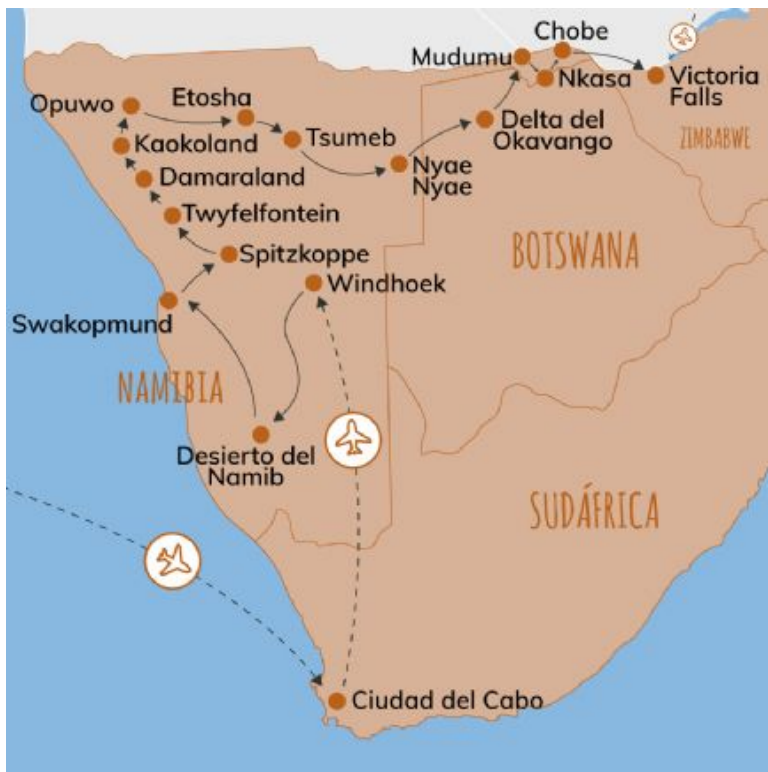 Chobe
Mudumu
Nkasa
Victoria
Falls
Opuwo
Etosha
Delta del
Okavango
ZIMBABWE
Kaokoland
Tsumeb
Nyae
Nyae
Damaraland
Twyfelfontein
Spitzkoppe
BOTSWANA
Windhoek
Swakopmund
NAMIBIA
Desierto del
Namib
SUDÁFRICA
Ciudad del Cabo